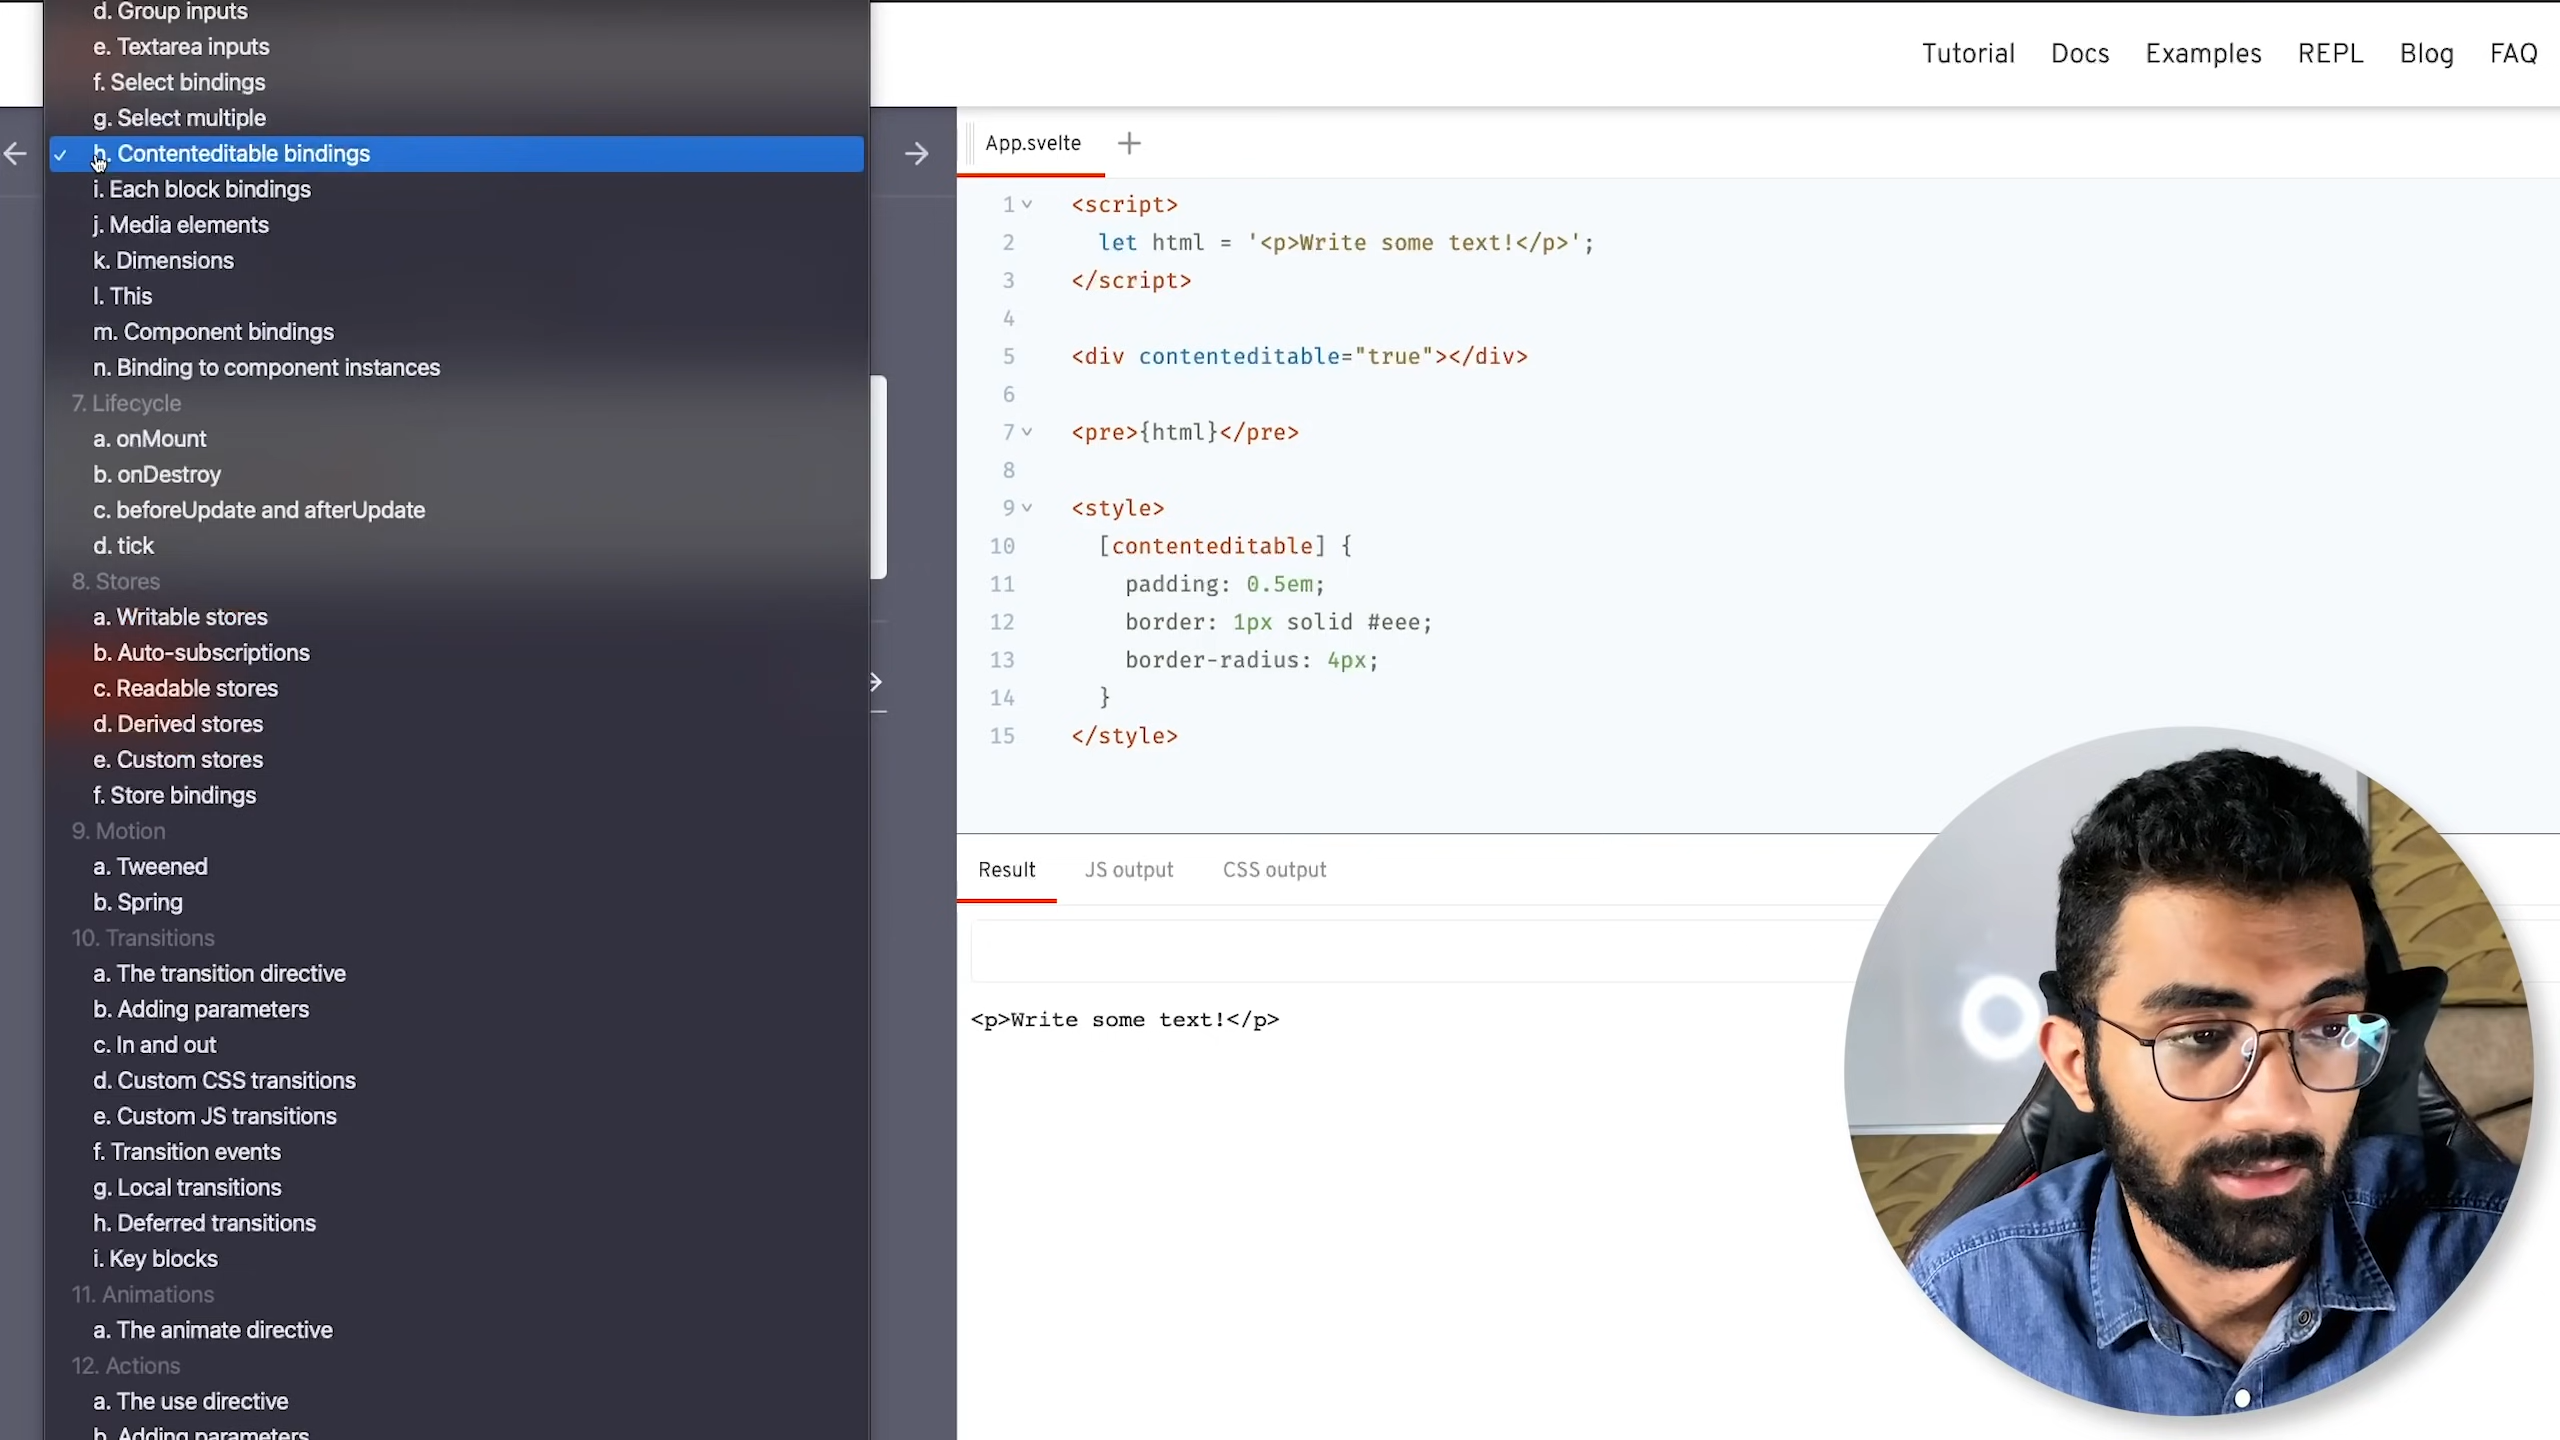 d. Group inputs
e. Textarea inputs
f. Select bindings
g. Select multiple
✓ h. Contenteditable bindings
i. Each block bindings
j. Media elements
k. Dimensions
l. This
m. Component bindings
n. Binding to component instances
7. Lifecycle
a. onMount
b. onDestroy
c. beforeUpdate and afterUpdate
d. tick
8. Stores
a. Writable stores
b. Auto-subscriptions
c. Readable stores
d. Derived stores
e. Custom stores
f. Store bindings
9. Motion
a. Tweened
b. Spring
10. Transitions
a. The transition directive
b. Adding parameters
c. In and out
d. Custom CSS transitions
e. Custom JS transitions
f. Transition events
g. Local transitions
h. Deferred transitions
i. Key blocks
11. Animations
a. The animate directive
12. Actions
a. The use directive
b. Adding parameters
Tutorial Docs Examples REPL Blog FAQ
App.svelte
1 <script>
2 let html = '<p>Write some text!</p>';
3 </script>
4
5 <div contenteditable="true"></div>
6
7 <pre>{html}</pre>
8
9 <style>
10 [contenteditable] {
11 padding: 0.5em;
12 border: 1px solid #eee;
13 border-radius: 4px;
14 }
15 </style>
Result JS output CSS output
<p>Write some text!</p>